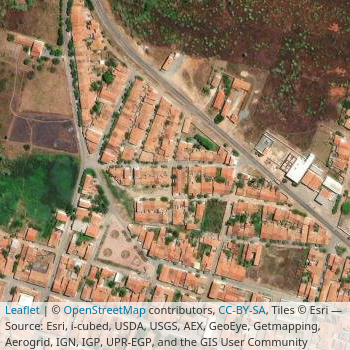 Leaflet | © OpenStreetMap contributors, CC-BY-SA, Tiles © Esri —
Source: Esri, i-cubed, USDA, USGS, AEX, GeoEye, Getmapping,
Aerogrid, IGN, IGP, UPR-EGP, and the GIS User Community